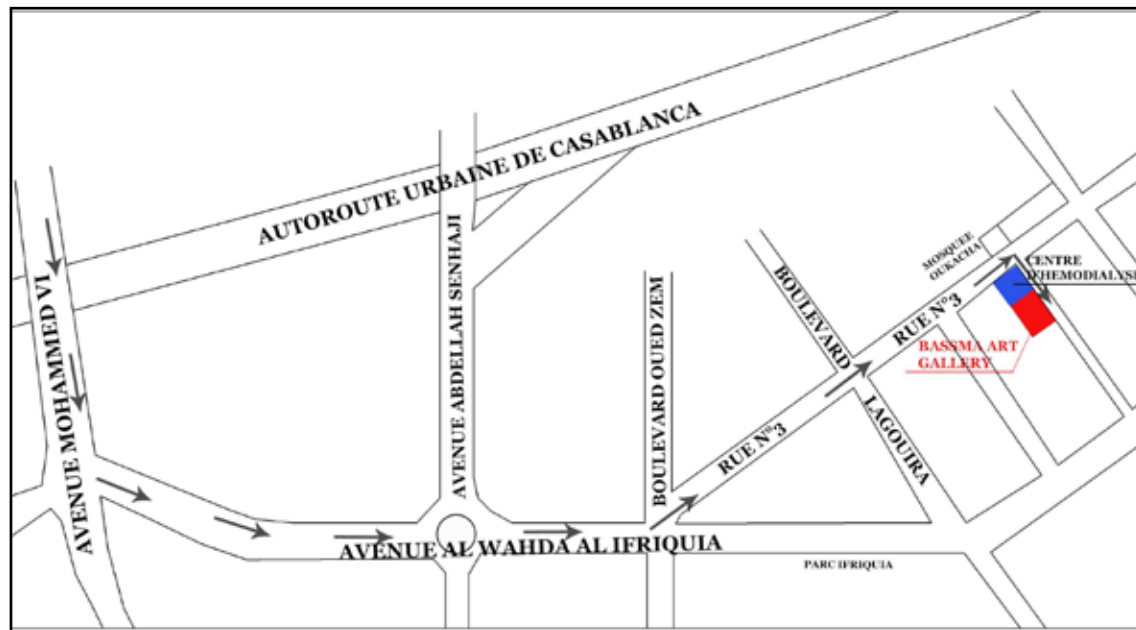 AUTOROUTE URBAINE DE CASABLANCA
AVENUE MOHAMMED VI
AVENUE ABDELLAH SENHAJI
BOULEVARD OUED ZEM
BOULEVARD
LAGOUIRA
MOSQUEE
OUKACHA
CENTRE
D'HEMODIALYSE
RUE N°3
BASSMA ART
GALLERY
RUE N°3
AVENUE AL WAHDA AL IFRIQUIA
PARC IFRIQUIA